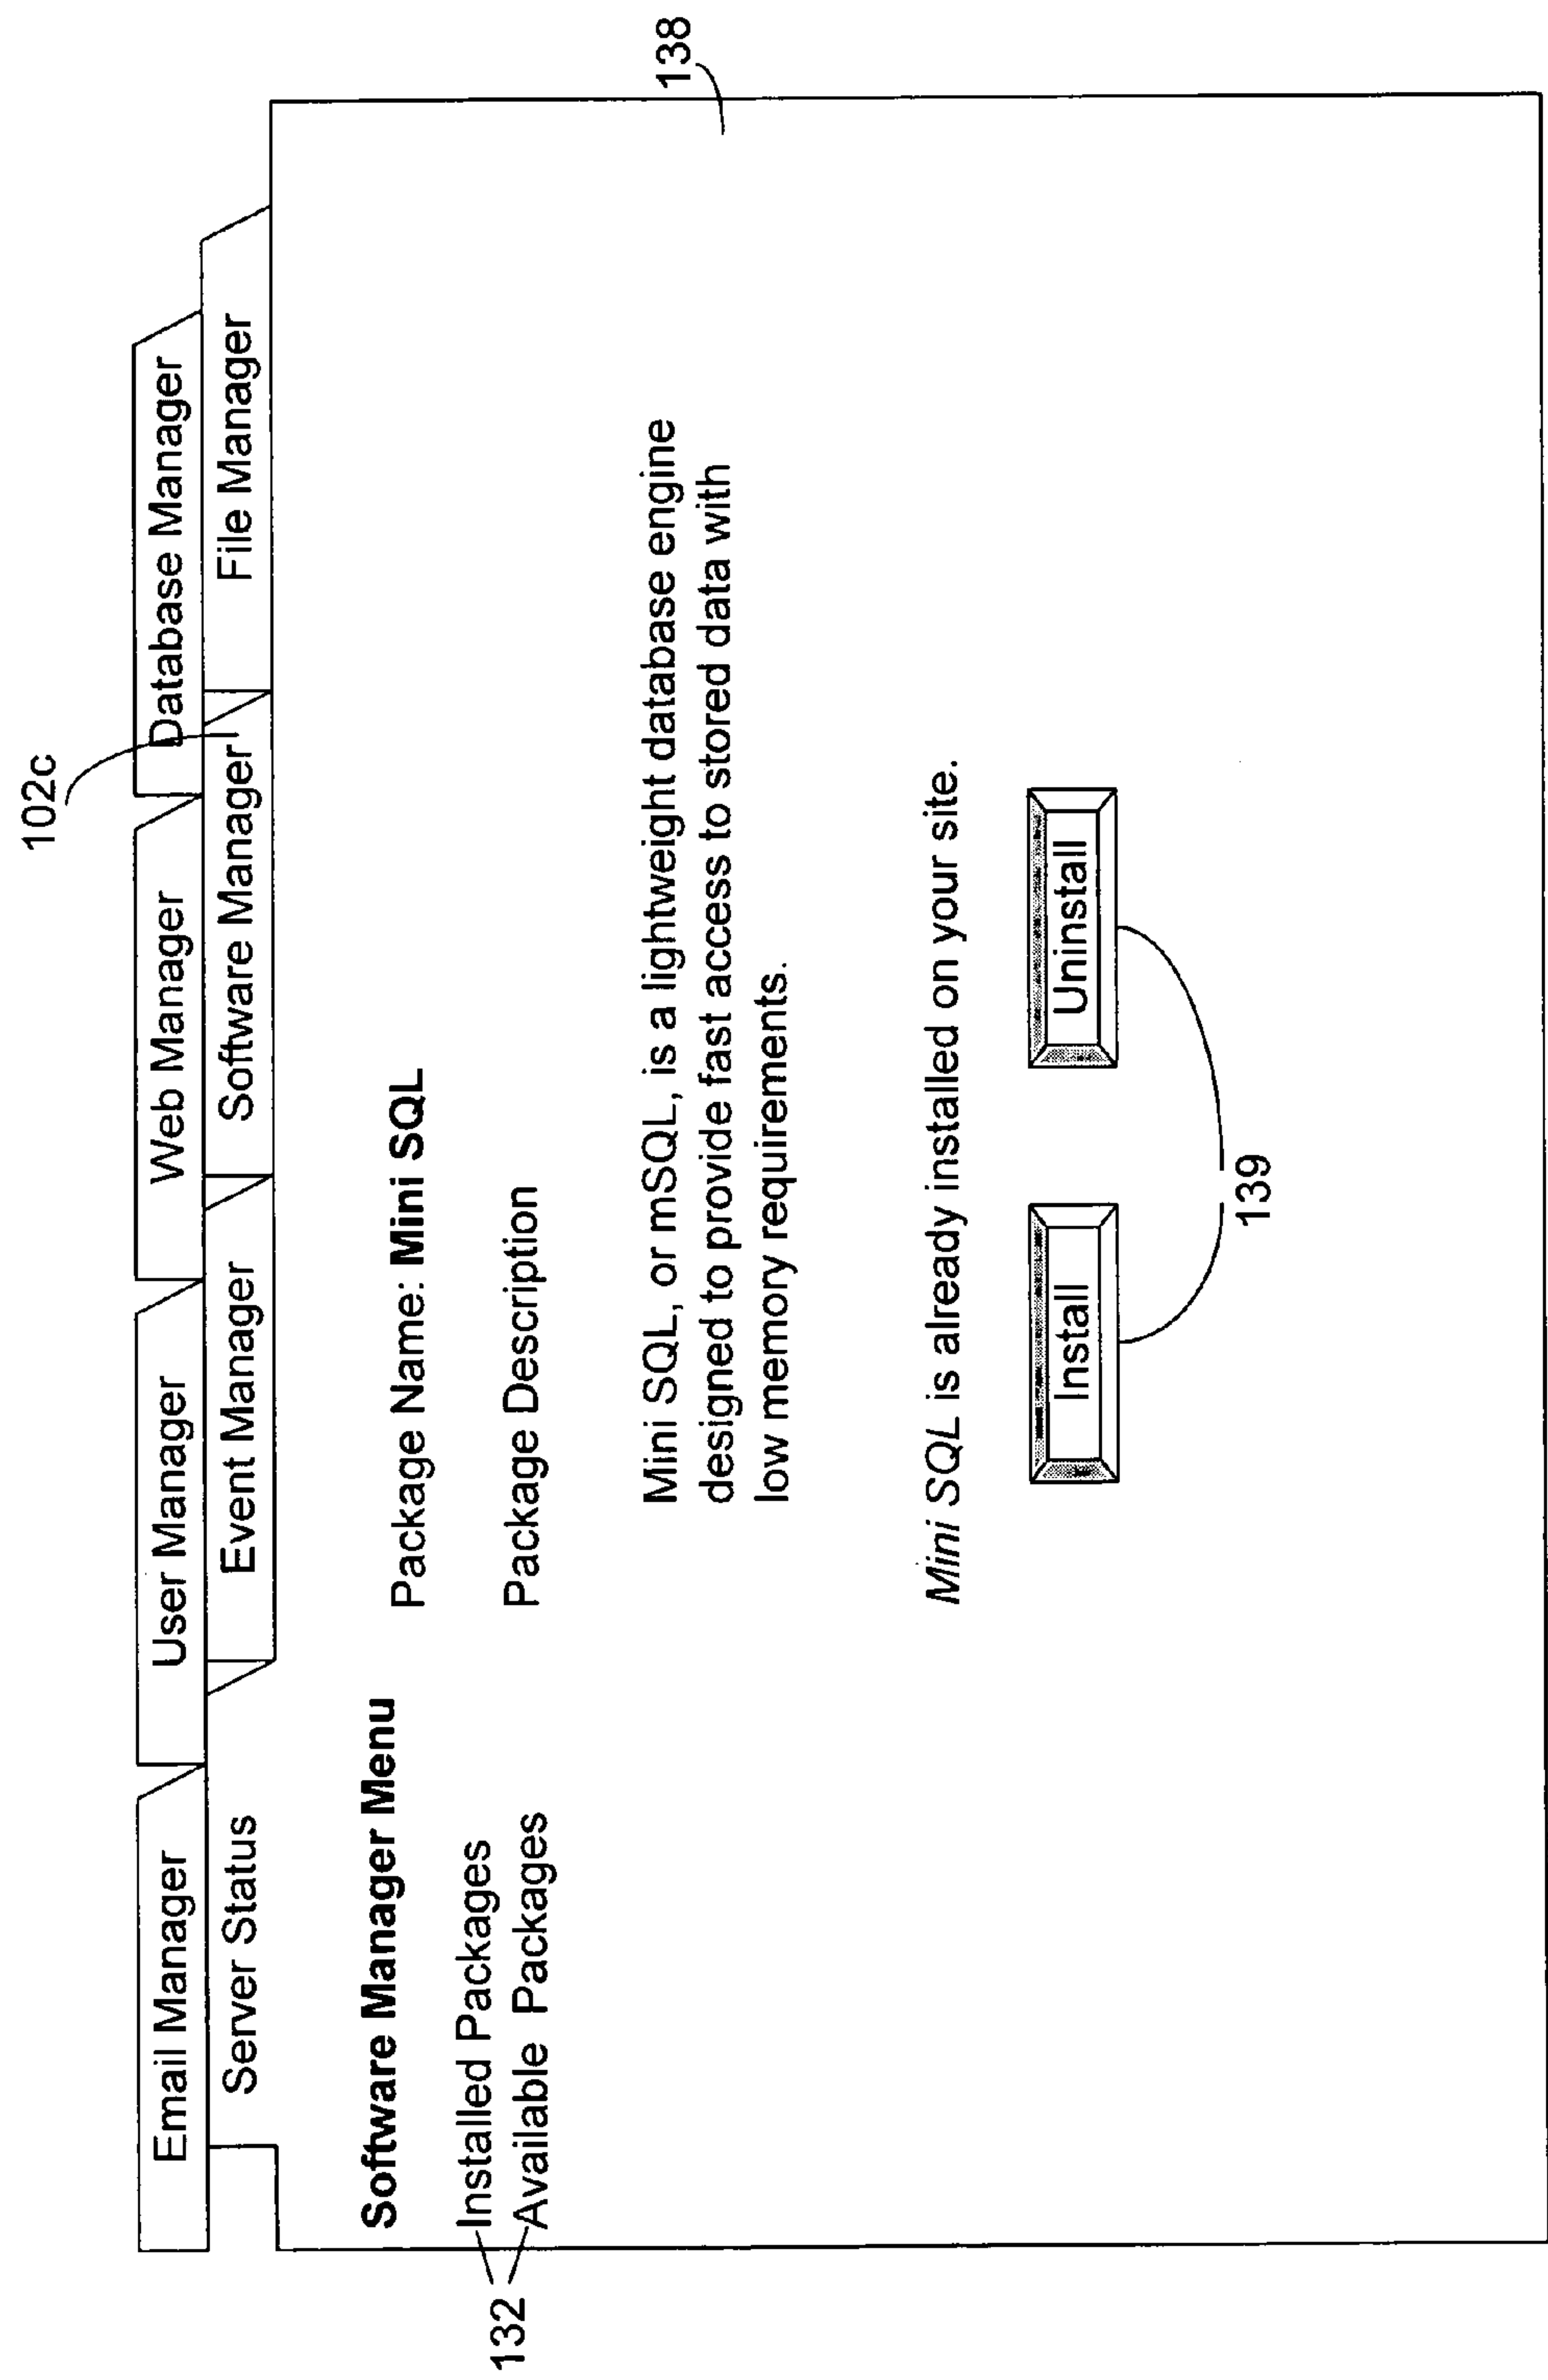 102c
138
Email Manager
User Manager
Web Manager
Database Manager
Server Status
Event Manager
Software Manager
File Manager
Software Manager Menu
Package Name: Mini SQL
132
Installed Packages
Available Packages
Package Description
Mini SQL, or mSQL, is a lightweight database engine
designed to provide fast access to stored data with
low memory requirements.
Mini SQL is already installed on your site.
Install
Uninstall
139